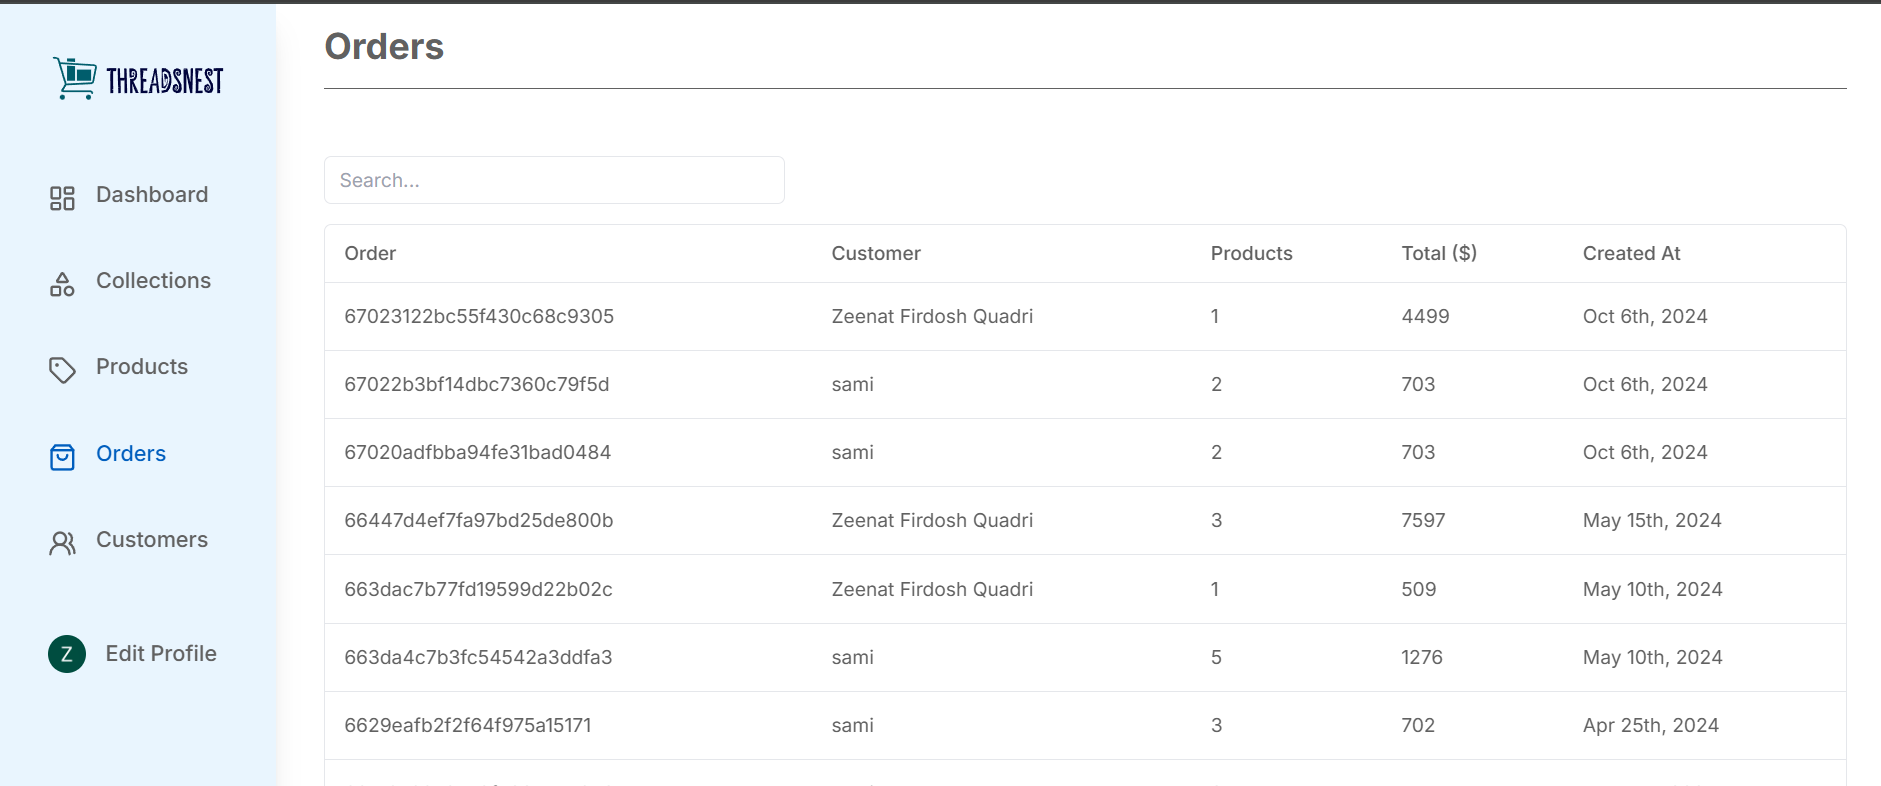 THREADSNEST
Dashboard
Collections
Products
Orders
Customers
Z Edit Profile
Orders
Search...
Order Customer Products Total ($) Created At
67023122bc55f430c68c9305 Zeenat Firdosh Quadri 1 4499 Oct 6th, 2024
67022b3bf14dbc7360c79f5d sami 2 703 Oct 6th, 2024
67020adfbba94fe31bad0484 sami 2 703 Oct 6th, 2024
66447d4ef7fa97bd25de800b Zeenat Firdosh Quadri 3 7597 May 15th, 2024
663dac7b77fd19599d22b02c Zeenat Firdosh Quadri 1 509 May 10th, 2024
663da4c7b3fc54542a3ddfa3 sami 5 1276 May 10th, 2024
6629eafb2f2f64f975a15171 sami 3 702 Apr 25th, 2024